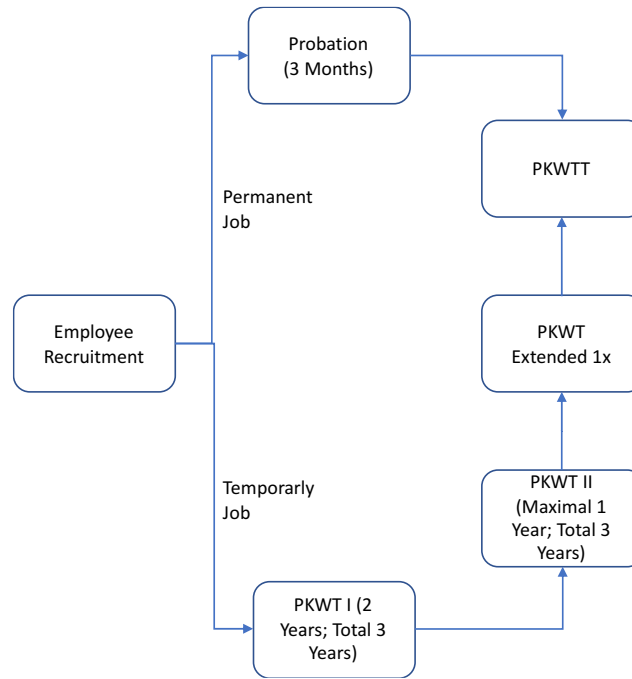 Probation
(3 Months)
PKWTT
Permanent
Job
Employee
Recruitment
PKWT
Extended 1x
Temporarly
Job
PKWT II
(Maximal 1
Year; Total 3
Years)
PKWT I (2
Years; Total 3
Years)